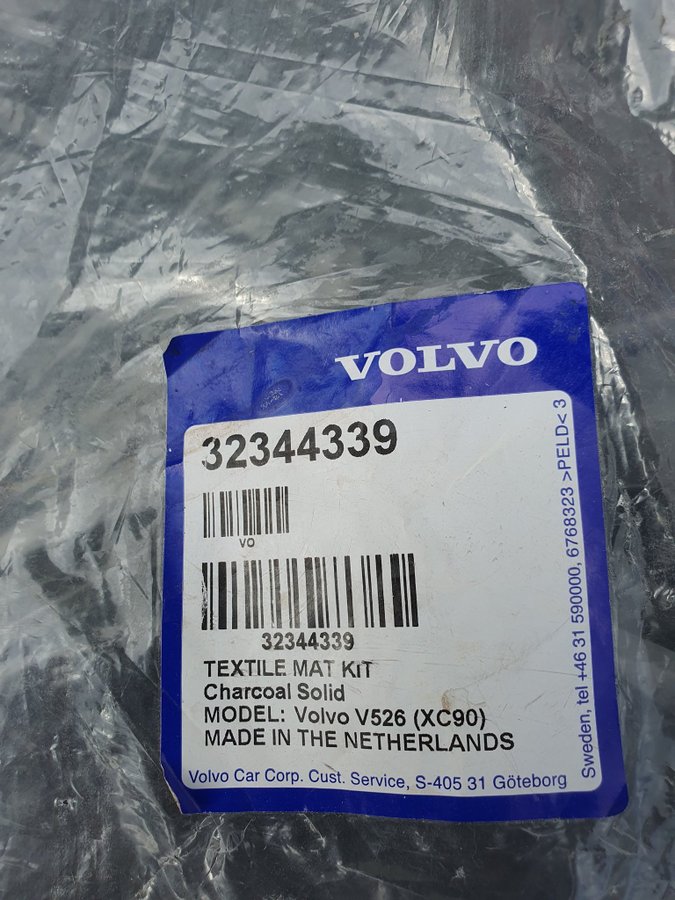 VOLVO
32344339
VO
32344339
TEXTILE MAT KIT
Charcoal Solid
MODEL: Volvo V526 (XC90)
MADE IN THE NETHERLANDS
Volvo Car Corp. Cust. Service, S-405 31 Göteborg
Sweden, tel +46 31 590000, 6768323 >PELD< 3